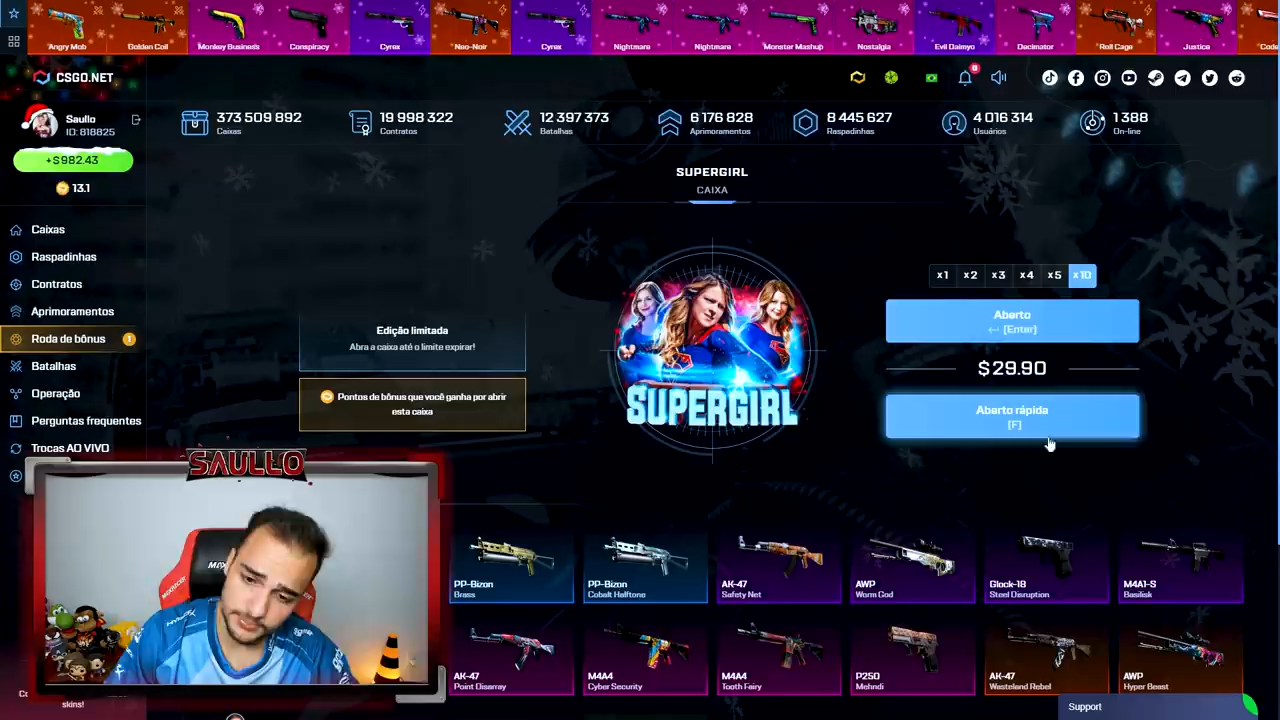 Angry Mob
Golden Coil
Monkey Business
Conspiracy
Cyrex
Neo-Noir
Cyrex
Nightmare
Nightmare
Monster Mashup
Nostalgia
Evil Daimyo
Decimator
Roll Cage
Justice
CSGO.NET
Saullo
ID: 818825
+$982.43
13.1
373 509 892
Caixas
19 998 322
Contratos
12 397 373
Batalhas
6 176 828
Aprimoramentos
8 445 627
Raspadinhas
4 016 314
Usuários
1 388
On-line
SUPERGIRL
CAIXA
Caixas
Raspadinhas
Contratos
Aprimoramentos
Roda de bônus 1
Batalhas
Operação
Perguntas frequentes
Trocas AO VIVO
Edição limitada
Abra a caixa até o limite expirar!
Pontos de bônus que você ganha por abrir
esta caixa
SUPERGIRL
x1 x2 x3 x4 x5 x10
Aberto
[Enter]
$29.90
Aberto rápida
[F]
SAULLO
PP-Bizon
Brass
PP-Bizon
Cobalt Halftone
AK-47
Safety Net
AWP
Worm God
Glock-18
Steel Disruption
M4A1-S
Basilisk
AK-47
Point Disarray
M4A4
Cyber Security
M4A4
Tooth Fairy
P250
Mehndi
AK-47
Wasteland Rebel
AWP
Hyper Beast
skins!
Support